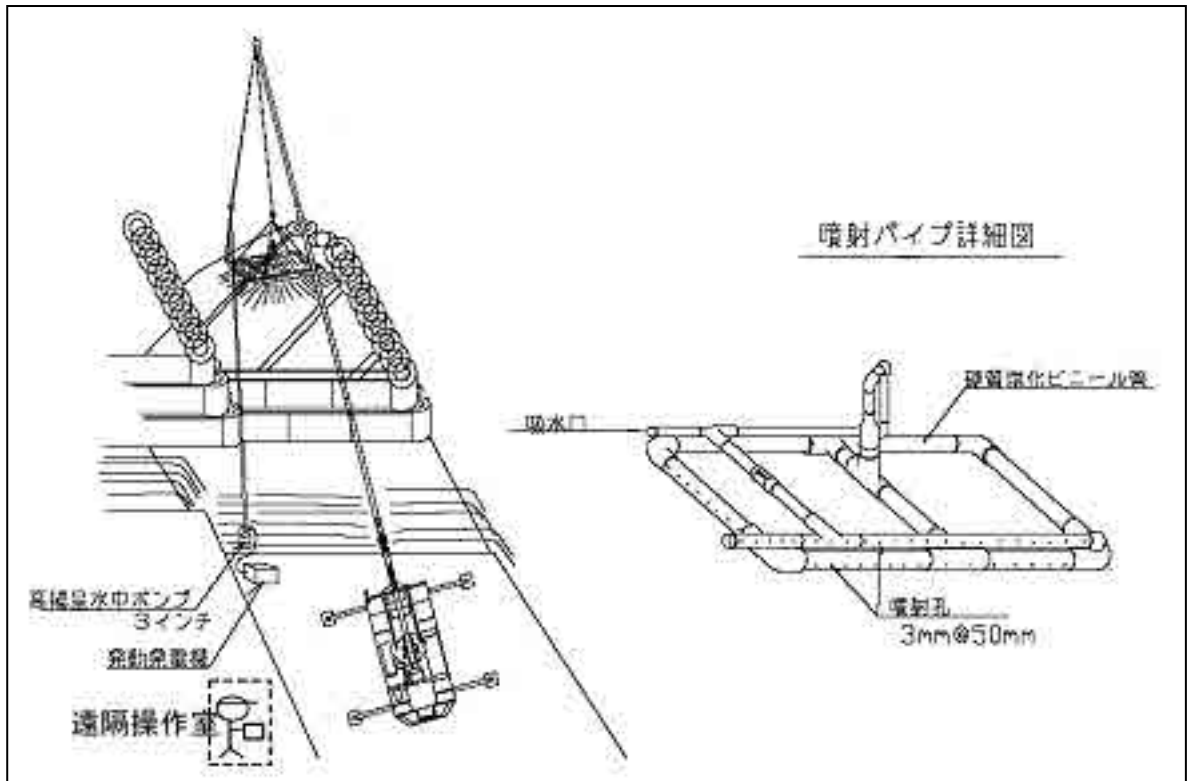 噴射パイプ詳細図
硬質塩化ビニール管
吸水口
高揚呈水中ポンプ
3インチ
発動発電機
遠隔操作室
噴射孔
3mm@50mm